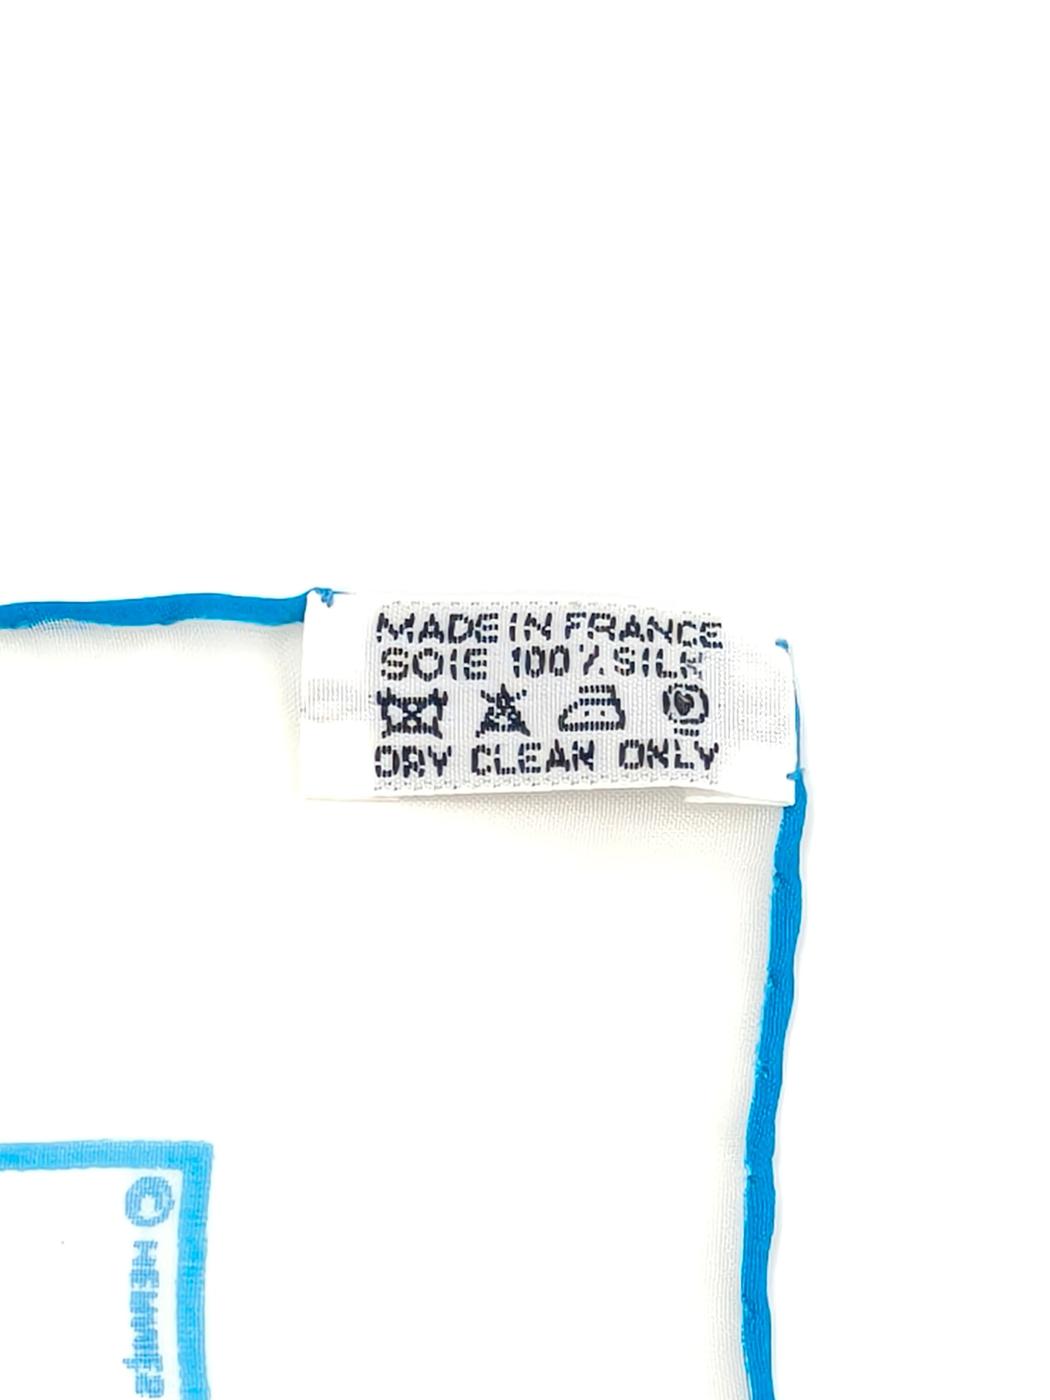 MADE IN FRANCE
SOIE 100% SILK
DRY CLEAN ONLY
©